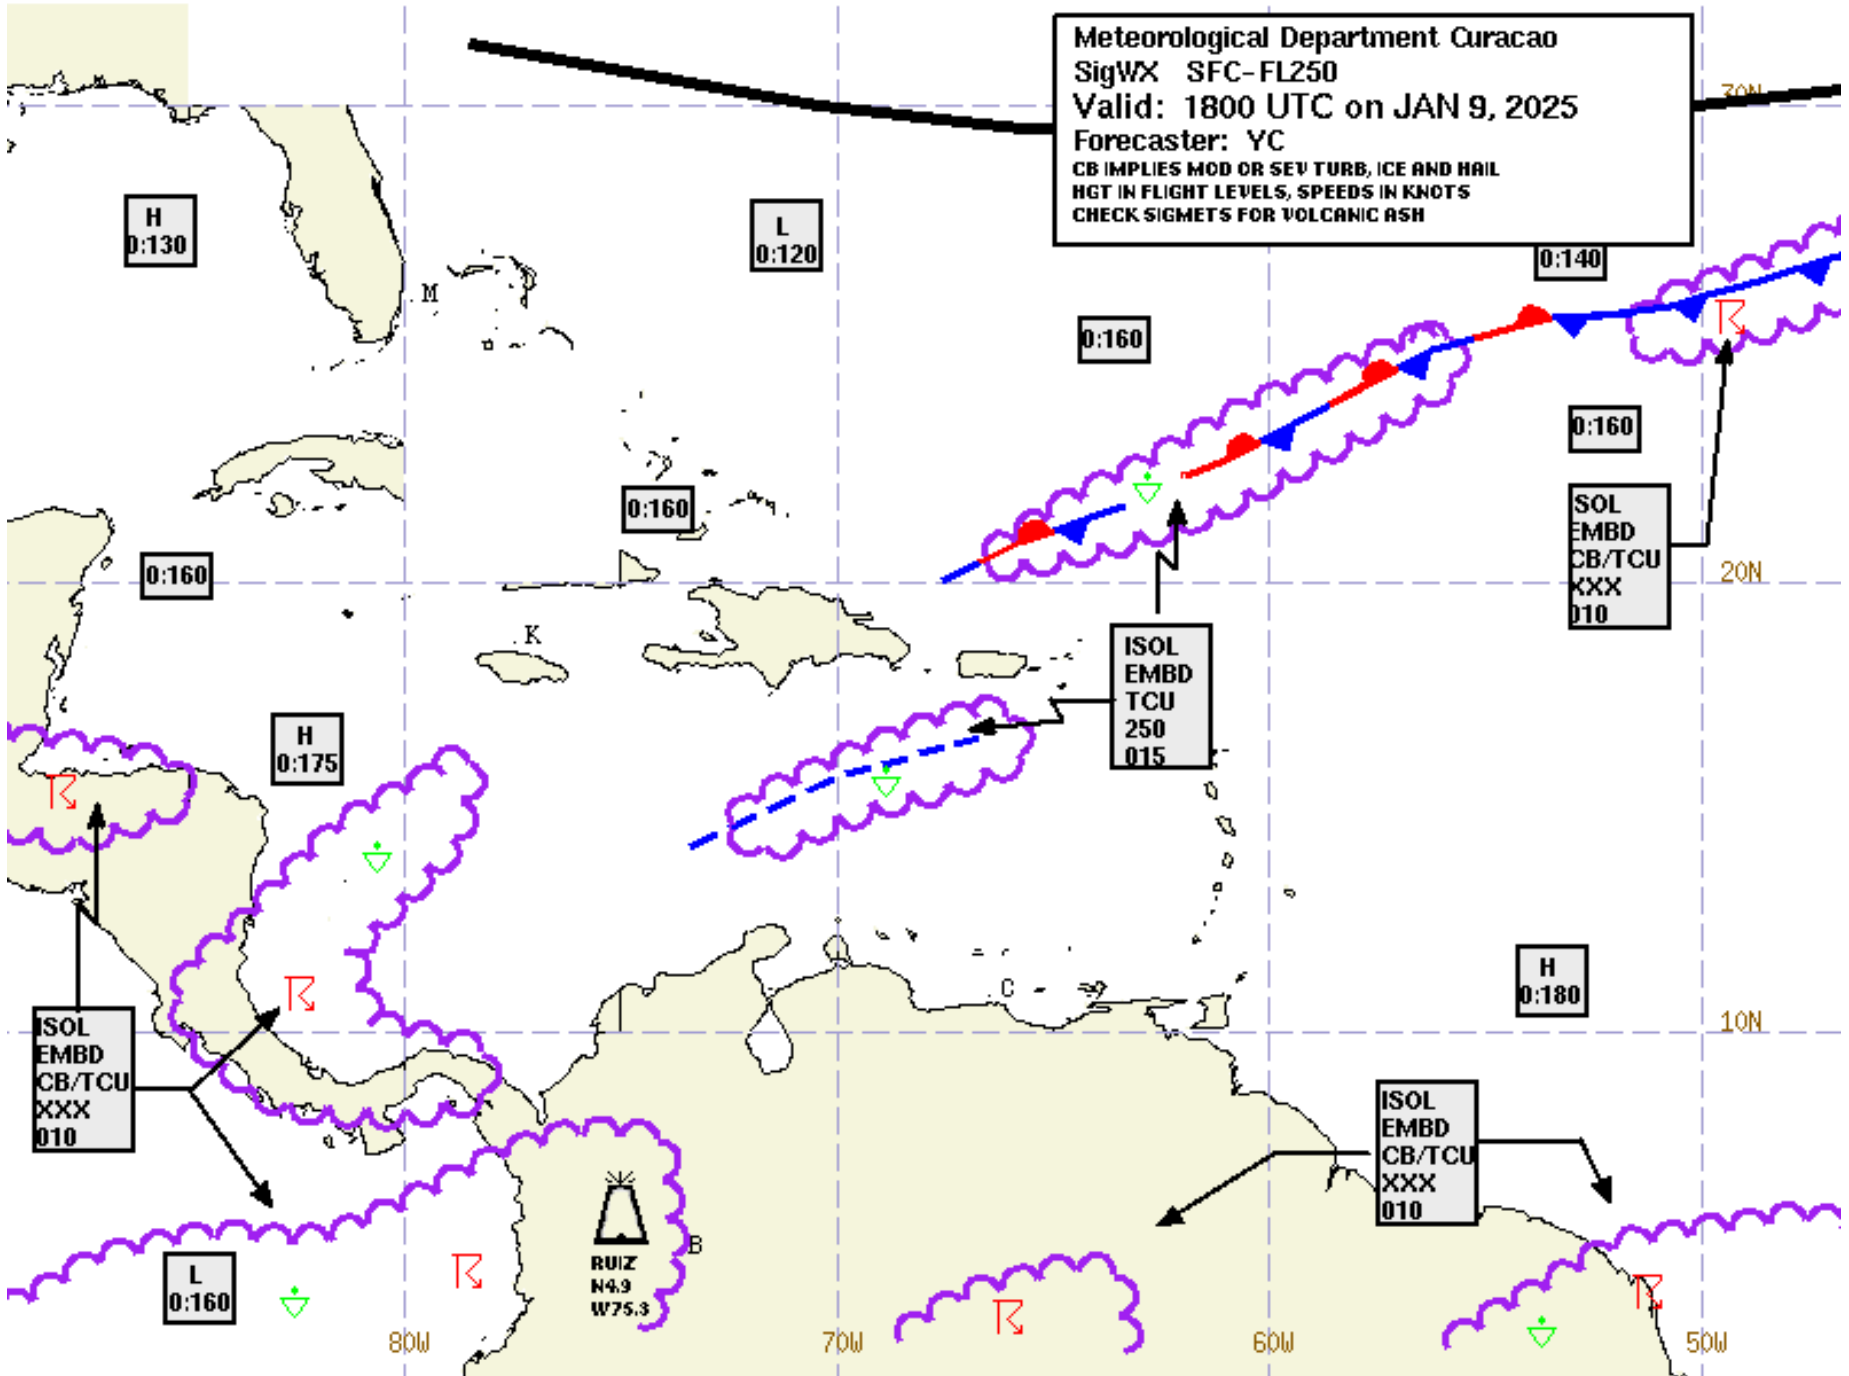 Meteorological Department Curacao
SigWX SFC-FL250
Valid: 1800 UTC on JAN 9, 2025
Forecaster: YC
CB IMPLIES MOD OR SEV TURB, ICE AND HAIL
HGT IN FLIGHT LEVELS, SPEEDS IN KNOTS
CHECK SIGMETS FOR VOLCANIC ASH
30N
H
0:130
L
0:120
0:140
M
0:160
0:160
0:160
ISOL
EMBD
CB/TCU
XXX
010
0:160
20N
K
ISOL
EMBD
TCU
250
015
H
0:175
H
0:180
C
10N
ISOL
EMBD
CB/TCU
XXX
010
ISOL
EMBD
CB/TCU
XXX
010
B
L
0:160
RUIZ
N4.9
W75.3
80W
70W
60W
50W